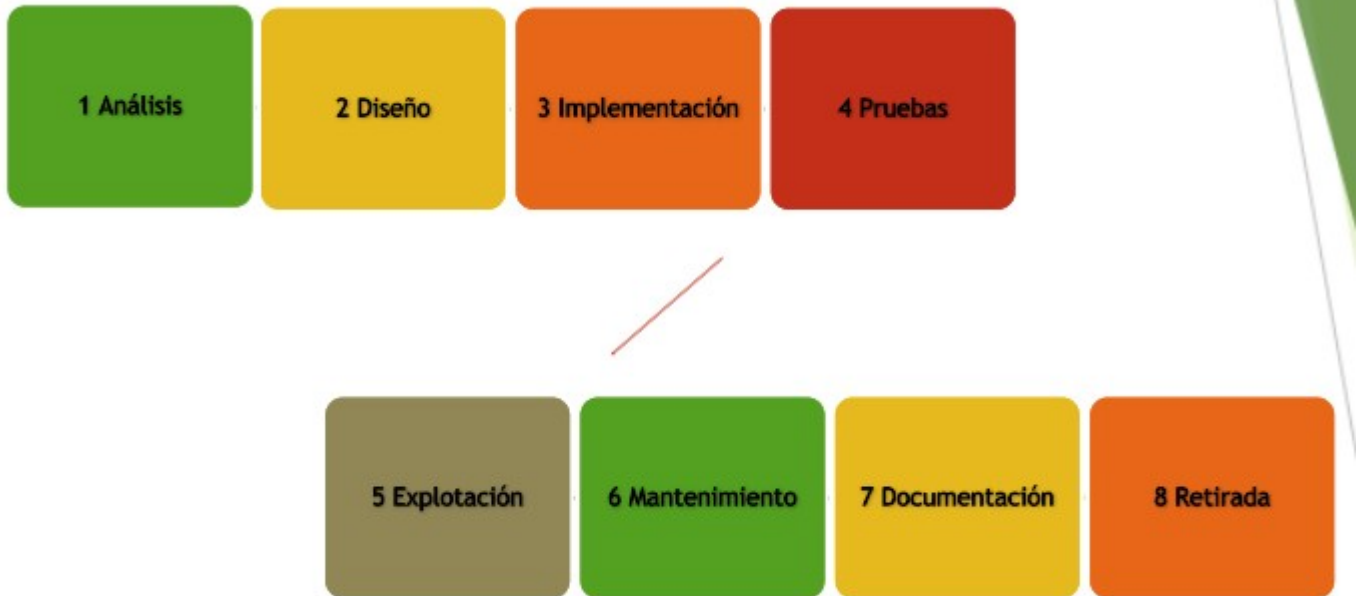 1 Análisis
2 Diseño
3 Implementación
4 Pruebas
5 Explotación
6 Mantenimiento
7 Documentación
8 Retirada